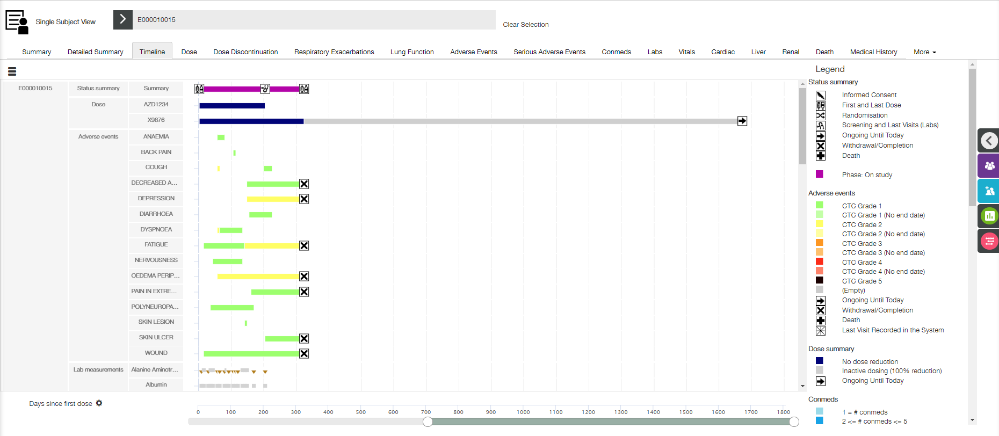 Single Subject View
E000010015
Clear Selection
Summary Detailed Summary Timeline Dose Dose Discontinuation Respiratory Exacerbations Lung Function Adverse Events Serious Adverse Events Conmeds Labs Vitals Cardiac Liver Renal Death Medical History More
E000010015 Status summary Summary
Dose AZD1234
X9876
Adverse events ANAEMIA
BACK PAIN
COUGH
DECREASED A...
DEPRESSION
DIARRHOEA
DYSPNOEA
FATIGUE
NERVOUSNESS
OEDEMA PERIP...
PAIN IN EXTRE...
POLYNEUROPA...
SKIN LESION
SKIN ULCER
WOUND
Lab measurements Alanine Aminotr...
Albumin
Days since first dose
0 100 200 300 400 500 600 700 800 900 1000 1100 1200 1300 1400 1500 1600 1700 1800
Legend
Status summary
Informed Consent
First and Last Dose
Randomisation
Screening and Last Visits (Labs)
Ongoing Until Today
Withdrawal/Completion
Death
Phase: On study
Adverse events
CTC Grade 1
CTC Grade 1 (No end date)
CTC Grade 2
CTC Grade 2 (No end date)
CTC Grade 3
CTC Grade 3 (No end date)
CTC Grade 4
CTC Grade 4 (No end date)
CTC Grade 5
(Empty)
Ongoing Until Today
Withdrawal/Completion
Death
Last Visit Recorded in the System
Dose summary
No dose reduction
Inactive dosing (100% reduction)
Ongoing Until Today
Conmeds
1 = # conmeds
2 <= # conmeds <= 5